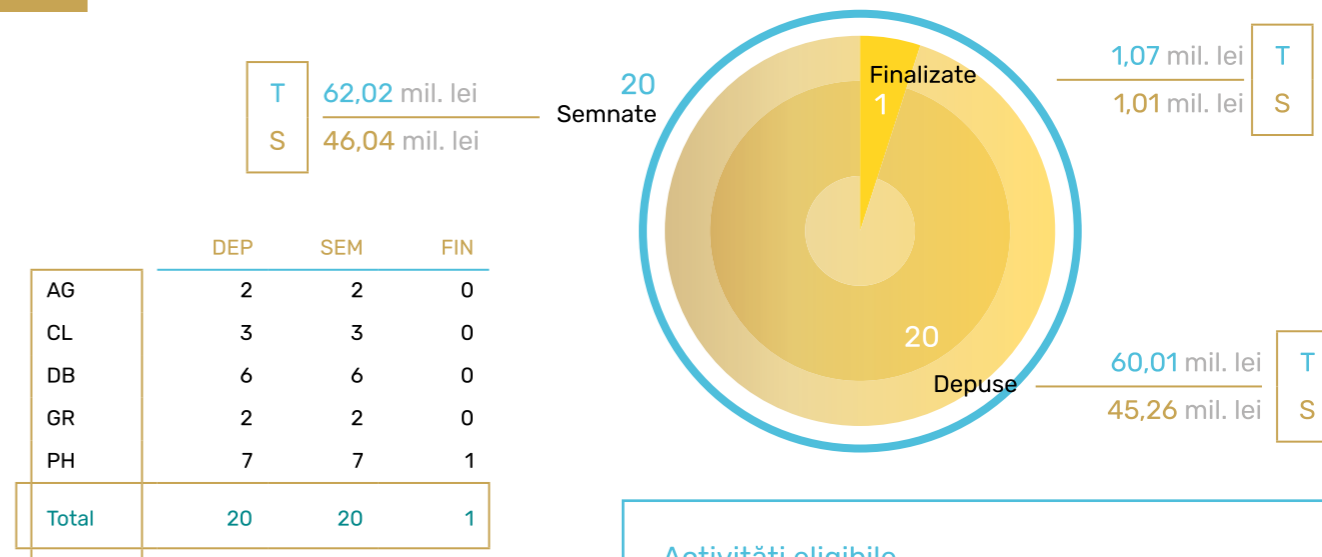 T 62,02 mil. lei
S 46,04 mil. lei
20
Semnate
Finalizate
1
1,07 mil. lei T
1,01 mil. lei S
20
Depuse
60,01 mil. lei T
45,26 mil. lei S
DEP SEM FIN
AG 2 2 0
CL 3 3 0
DB 6 6 0
GR 2 2 0
PH 7 7 1
Total 20 20 1
Activități eligibile